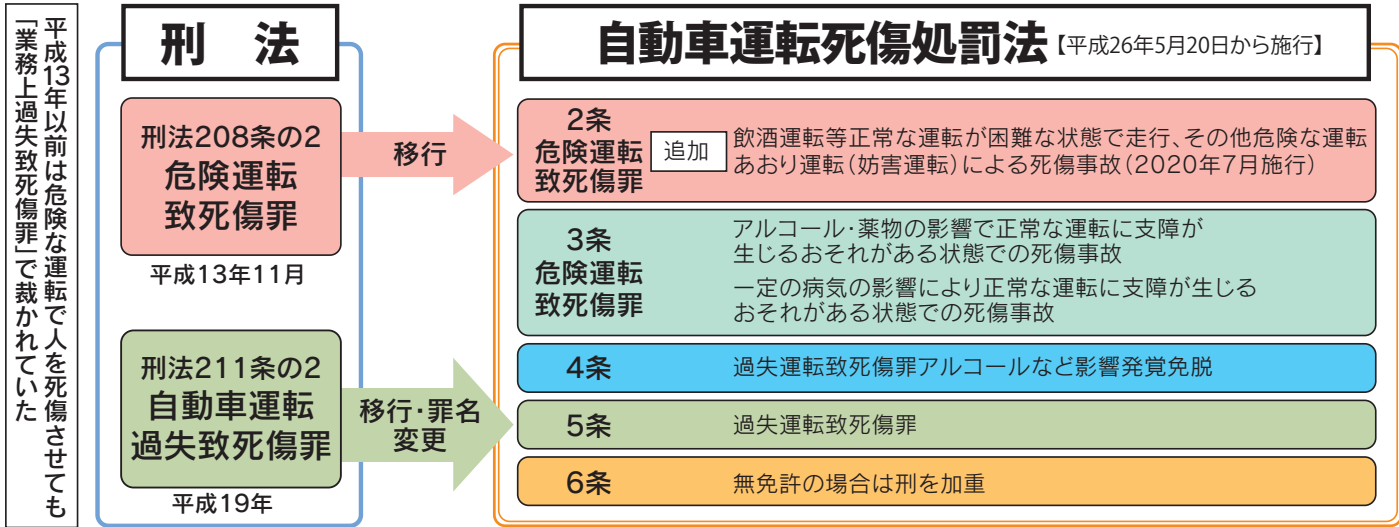 平成13年以前は危険な運転で人を死傷させても
「業務上過失致死傷罪」で裁かれていた
刑 法
刑法208条の2
危険運転
致死傷罪
平成13年11月
移行
刑法211条の2
自動車運転
過失致死傷罪
平成19年
移行・罪名
変更
自動車運転死傷処罰法【平成26年5月20日から施行】
2条
危険運転
致死傷罪
追加
飲酒運転等正常な運転が困難な状態で走行、その他危険な運転
あおり運転(妨害運転)による死傷事故(2020年7月施行)
3条
危険運転
致死傷罪
アルコール・薬物の影響で正常な運転に支障が
生じるおそれがある状態での死傷事故
一定の病気の影響により正常な運転に支障が生じる
おそれがある状態での死傷事故
4条
過失運転致死傷罪アルコールなど影響発覚免脱
5条
過失運転致死傷罪
6条
無免許の場合は刑を加重